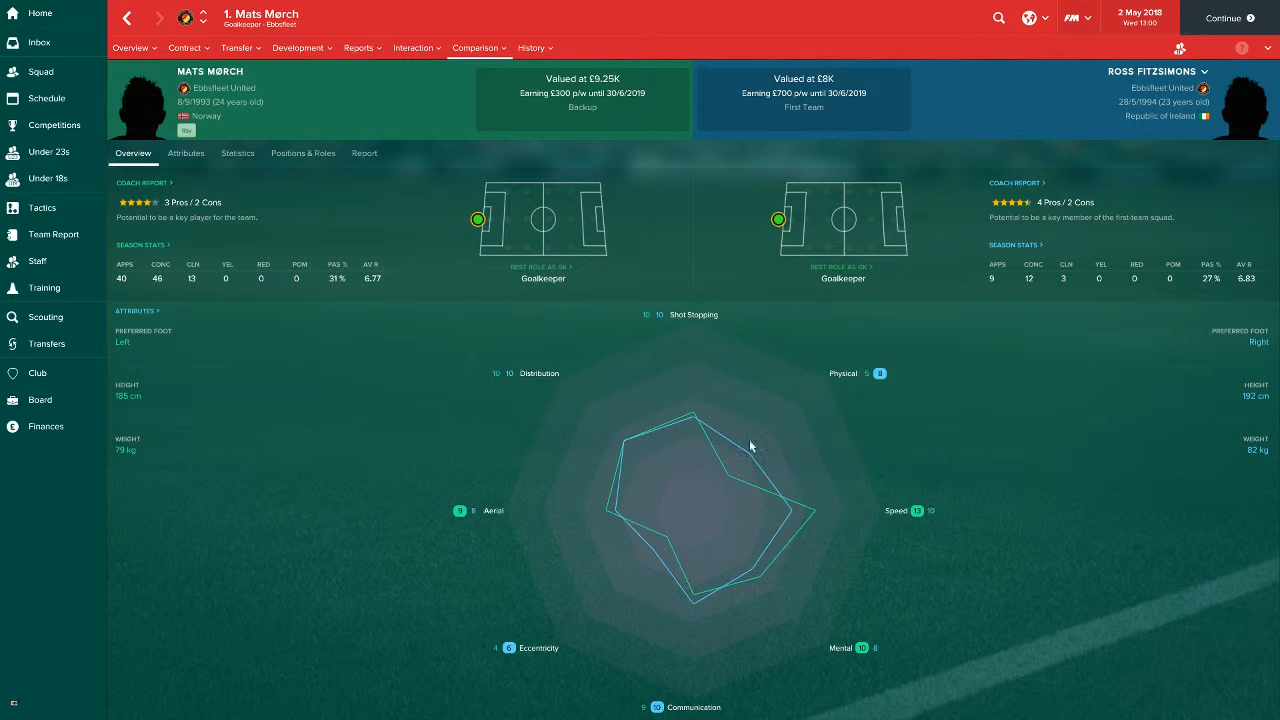 Home
Inbox
Squad
Schedule
Competitions
Under 23s
Under 18s
Tactics
Team Report
Staff
Training
Scouting
Transfers
Club
Board
Finances
1. Mats Mørch
Goalkeeper - Ebbsfleet
FM
2 May 2018
Wed 13:00
Continue
Overview Contract Transfer Development Reports Interaction Comparison History
MATS MØRCH
Ebbsfleet United
8/9/1993 (24 years old)
Norway
Rsv
Valued at £9.25K
Earning £300 p/w until 30/6/2019
Backup
Valued at £8K
Earning £700 p/w until 30/6/2019
First Team
ROSS FITZSIMONS
Ebbsfleet United
28/5/1994 (23 years old)
Republic of Ireland
Overview Attributes Statistics Positions & Roles Report
COACH REPORT >
3 Pros / 2 Cons
Potential to be a key player for the team.
SEASON STATS >
APPS CONC CLN YEL RED POM PAS % AV R
40 46 13 0 0 0 31 % 6.77
BEST ROLE AS GK >
Goalkeeper
BEST ROLE AS GK >
Goalkeeper
COACH REPORT >
4 Pros / 2 Cons
Potential to be a key member of the first-team squad.
SEASON STATS >
APPS CONC CLN YEL RED POM PAS % AV R
9 12 3 0 0 0 27 % 6.83
ATTRIBUTES >
PREFERRED FOOT
Left
HEIGHT
185 cm
WEIGHT
79 kg
10 10 Shot Stopping
10 10 Distribution
Physical 5 8
9 8 Aerial
Speed 13 10
4 6 Eccentricity
Mental 10 8
9 10 Communication
PREFERRED FOOT
Right
HEIGHT
192 cm
WEIGHT
82 kg